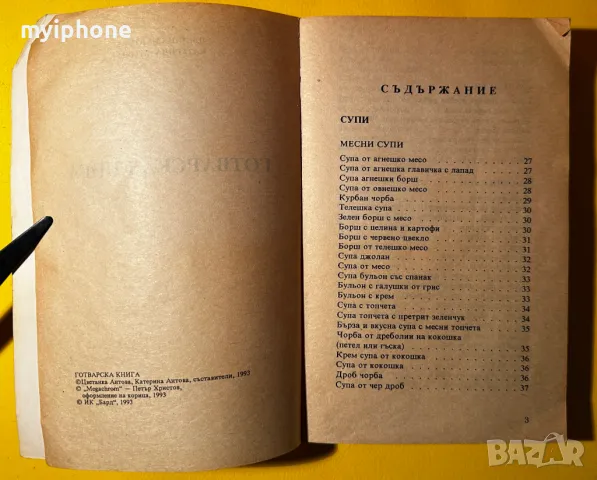 myiphone
ГОТВАРСКА КНИГА
©Цветанка Антова, Катерина Антова, съставители, 1993
© „Megachrom" — Петър Христов,
оформление на корица, 1993
© ИК „Бард", 1993
СЪДЪРЖАНИЕ
СУПИ
МЕСНИ СУПИ
Супа от агнешко месо 27
Супа от агнешка главичка с лапад 27
Супа агнешки борш 28
Супа от овнешко месо 28
Курбан чорба 29
Телешка супа 30
Зелен борш с месо 30
Борш с целина и картофи 30
Борш с червено цвекло 31
Борш от телешко месо 31
Супа джолан 32
Супа от месо 32
Супа бульон със спанак 33
Бульон с галушки от грис 33
Бульон с крем 33
Супа с топчета 34
Супа топчета с претрит зеленчук 34
Бърза и вкусна супа с месни топчета 35
Чорба от дреболии на кокошка
(петел или гъска) 35
Крем супа от кокошка 36
Супа от кокошка 36
Дроб чорба 36
Супа от чер дроб 37
3
BAZAR